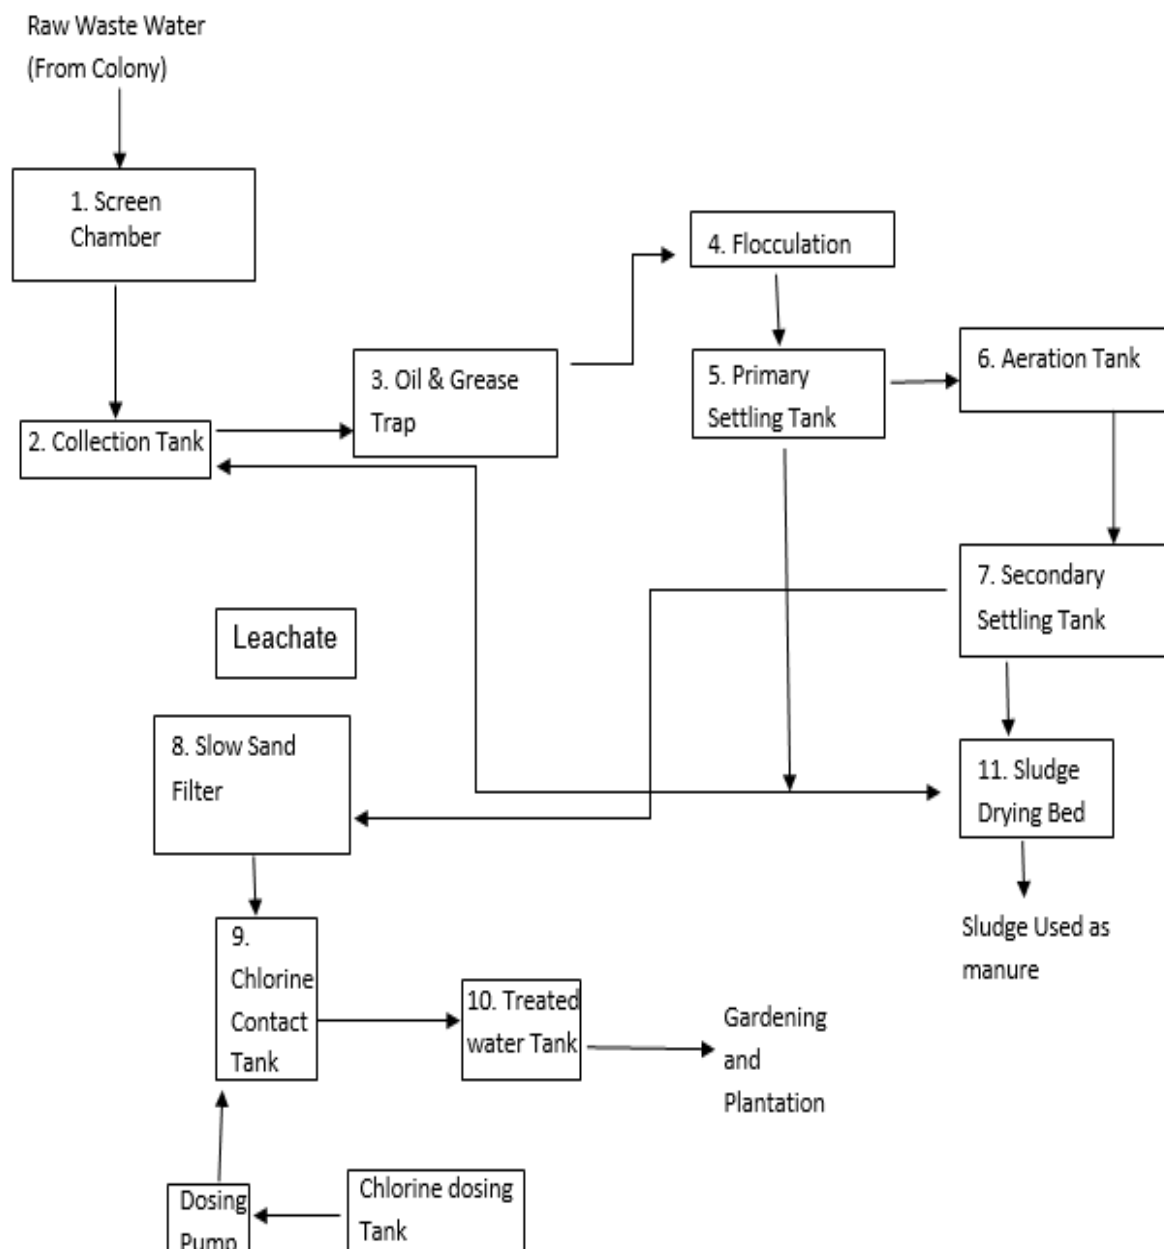 Raw Waste Water
(From Colony)
1. Screen
Chamber
2. Collection Tank
3. Oil & Grease
Trap
4. Flocculation
5. Primary
Settling Tank
6. Aeration Tank
7. Secondary
Settling Tank
Leachate
8. Slow Sand
Filter
11. Sludge
Drying Bed
Sludge Used as
manure
9.
Chlorine
Contact
Tank
10. Treated
water Tank
Gardening
and
Plantation
Dosing
Pump
Chlorine dosing
Tank